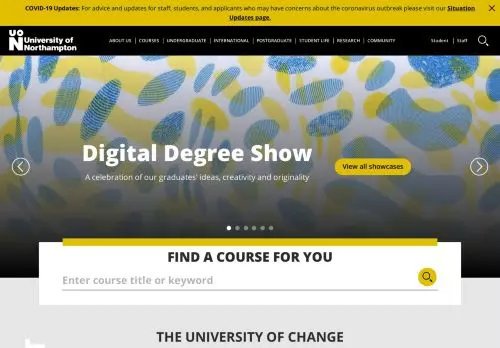 COVID-19 Updates: For advice and updates for staff, students, and applicants who may have concerns about the coronavirus outbreak please visit our Situation
Updates page.
UON
University of
Northampton
ABOUT US | COURSES | UNDERGRADUATE | INTERNATIONAL | POSTGRADUATE | STUDENT LIFE | RESEARCH | COMMUNITY
Student | Staff
Digital Degree Show
A celebration of our graduates' ideas, creativity and originality
View all showcases
FIND A COURSE FOR YOU
Enter course title or keyword
THE UNIVERSITY OF CHANGE